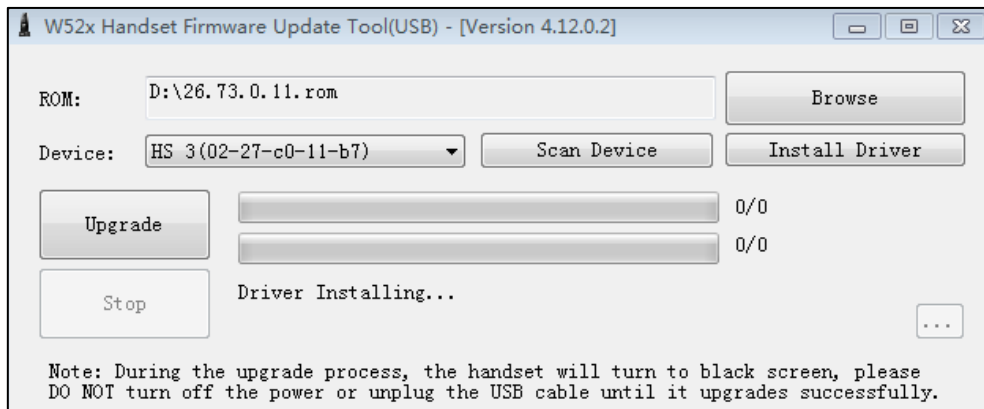 W52x Handset Firmware Update Tool(USB) - [Version 4.12.0.2]
ROM:
D:\26.73.0.11.rom
Browse
Device:
HS 3(02-27-c0-11-b7)
Scan Device
Install Driver
Upgrade
0/0
0/0
Stop
Driver Installing...
...
Note: During the upgrade process, the handset will turn to black screen, please
DO NOT turn off the power or unplug the USB cable until it upgrades successfully.